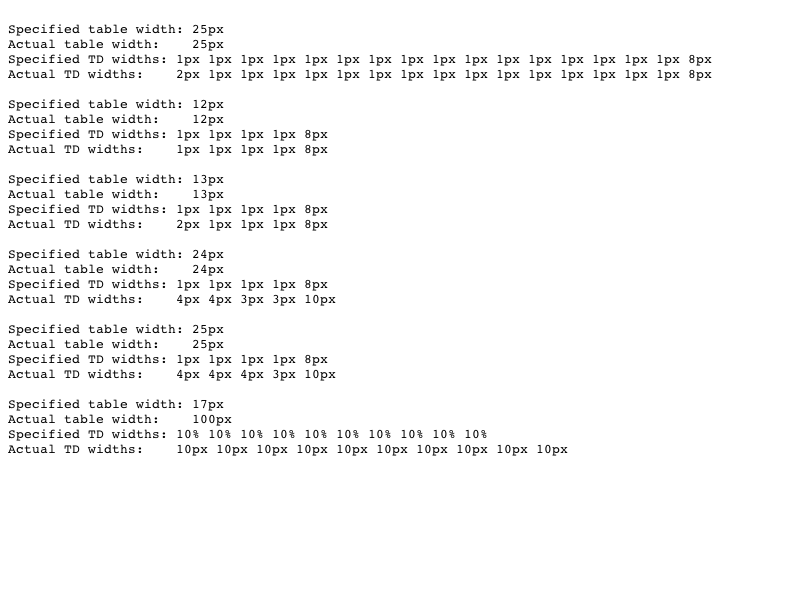 Specified table width: 25px
Actual table width:    25px
Specified TD widths: 1px 1px 1px 1px 1px 1px 1px 1px 1px 1px 1px 1px 1px 1px 1px 1px 8px
Actual TD widths:    2px 1px 1px 1px 1px 1px 1px 1px 1px 1px 1px 1px 1px 1px 1px 1px 8px
Specified table width: 12px
Actual table width:    12px
Specified TD widths: 1px 1px 1px 1px 8px
Actual TD widths:    1px 1px 1px 1px 8px
Specified table width: 13px
Actual table width:    13px
Specified TD widths: 1px 1px 1px 1px 8px
Actual TD widths:    2px 1px 1px 1px 8px
Specified table width: 24px
Actual table width:    24px
Specified TD widths: 1px 1px 1px 1px 8px
Actual TD widths:    4px 4px 3px 3px 10px
Specified table width: 25px
Actual table width:    25px
Specified TD widths: 1px 1px 1px 1px 8px
Actual TD widths:    4px 4px 4px 3px 10px
Specified table width: 17px
Actual table width:    100px
Specified TD widths: 10% 10% 10% 10% 10% 10% 10% 10% 10% 10%
Actual TD widths:    10px 10px 10px 10px 10px 10px 10px 10px 10px 10px